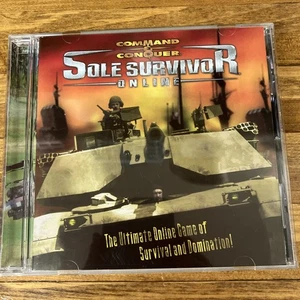 COMMAND & CONQUER
SOLE SURVIVOR
ONLINE
The Ultimate Online Game of
Survival and Domination!